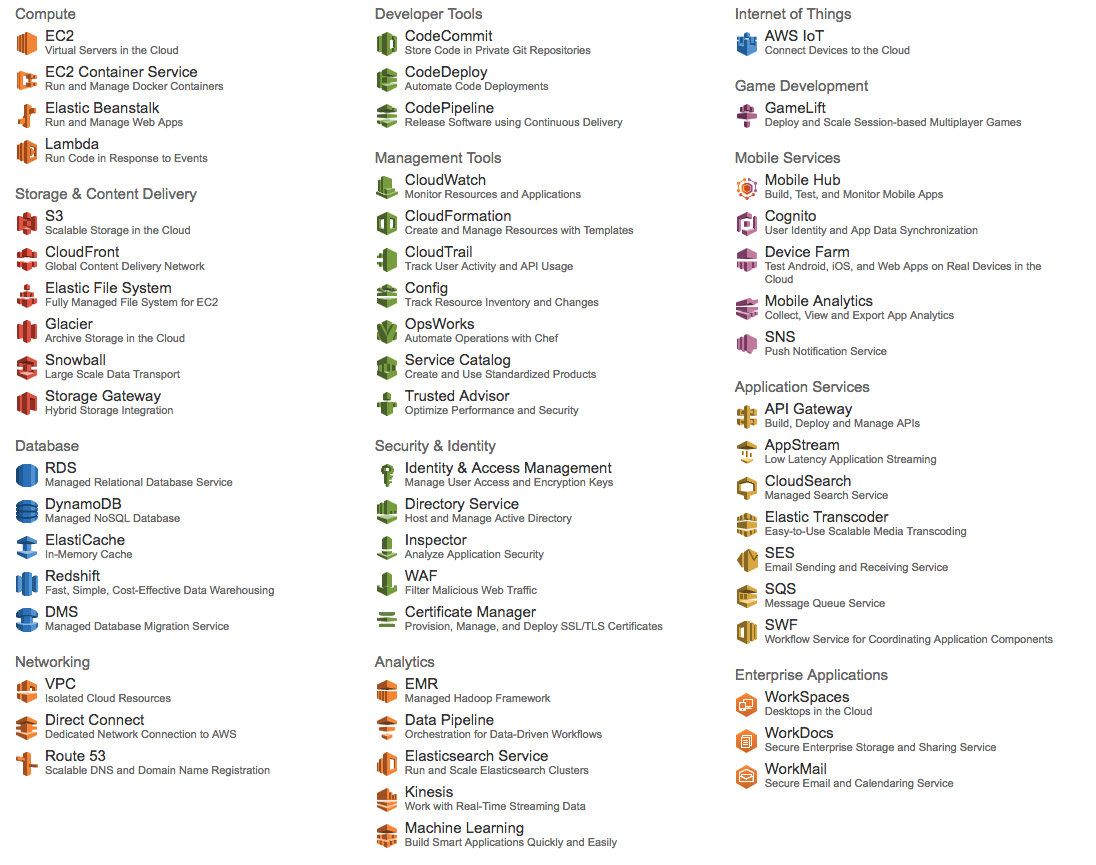 Compute
EC2
Virtual Servers in the Cloud
EC2 Container Service
Run and Manage Docker Containers
Elastic Beanstalk
Run and Manage Web Apps
Lambda
Run Code in Response to Events
Storage & Content Delivery
S3
Scalable Storage in the Cloud
CloudFront
Global Content Delivery Network
Elastic File System
Fully Managed File System for EC2
Glacier
Archive Storage in the Cloud
Snowball
Large Scale Data Transport
Storage Gateway
Hybrid Storage Integration
Database
RDS
Managed Relational Database Service
DynamoDB
Managed NoSQL Database
ElastiCache
In-Memory Cache
Redshift
Fast, Simple, Cost-Effective Data Warehousing
DMS
Managed Database Migration Service
Networking
VPC
Isolated Cloud Resources
Direct Connect
Dedicated Network Connection to AWS
Route 53
Scalable DNS and Domain Name Registration
Developer Tools
CodeCommit
Store Code in Private Git Repositories
CodeDeploy
Automate Code Deployments
CodePipeline
Release Software using Continuous Delivery
Management Tools
CloudWatch
Monitor Resources and Applications
CloudFormation
Create and Manage Resources with Templates
CloudTrail
Track User Activity and API Usage
Config
Track Resource Inventory and Changes
OpsWorks
Automate Operations with Chef
Service Catalog
Create and Use Standardized Products
Trusted Advisor
Optimize Performance and Security
Security & Identity
Identity & Access Management
Manage User Access and Encryption Keys
Directory Service
Host and Manage Active Directory
Inspector
Analyze Application Security
WAF
Filter Malicious Web Traffic
Certificate Manager
Provision, Manage, and Deploy SSL/TLS Certificates
Analytics
EMR
Managed Hadoop Framework
Data Pipeline
Orchestration for Data-Driven Workflows
Elasticsearch Service
Run and Scale Elasticsearch Clusters
Kinesis
Work with Real-Time Streaming Data
Machine Learning
Build Smart Applications Quickly and Easily
Internet of Things
AWS IoT
Connect Devices to the Cloud
Game Development
GameLift
Deploy and Scale Session-based Multiplayer Games
Mobile Services
Mobile Hub
Build, Test, and Monitor Mobile Apps
Cognito
User Identity and App Data Synchronization
Device Farm
Test Android, iOS, and Web Apps on Real Devices in the
Cloud
Mobile Analytics
Collect, View and Export App Analytics
SNS
Push Notification Service
Application Services
API Gateway
Build, Deploy and Manage APIs
AppStream
Low Latency Application Streaming
CloudSearch
Managed Search Service
Elastic Transcoder
Easy-to-Use Scalable Media Transcoding
SES
Email Sending and Receiving Service
SQS
Message Queue Service
SWF
Workflow Service for Coordinating Application Components
Enterprise Applications
WorkSpaces
Desktops in the Cloud
WorkDocs
Secure Enterprise Storage and Sharing Service
WorkMail
Secure Email and Calendaring Service